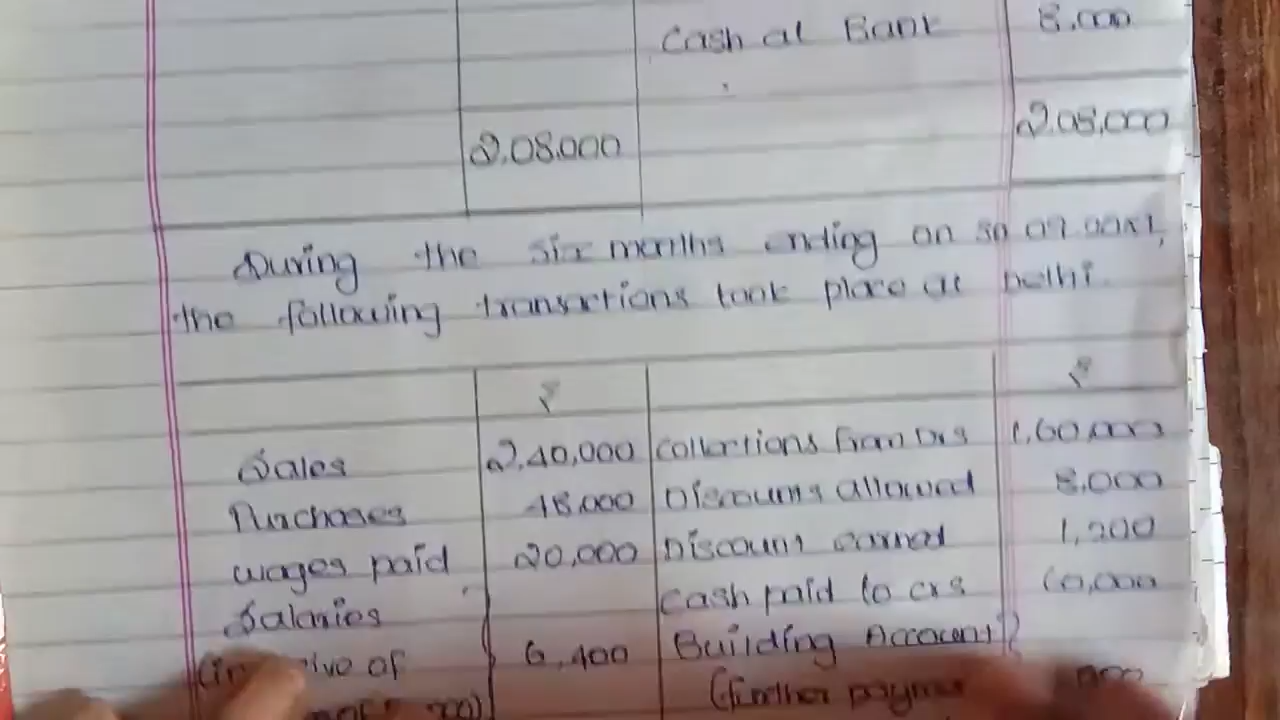 Cash at Bank 8.000
2.08.000 2.08.000
During the six months ending on
the following transactions took place at Delhi.
₹ ₹
Sales 2,40,000 Collections from Drs 1,60,000
Purchases 48.000 Discounts allowed 8,000
wages paid 20,000 Discount earned 1,200
Salaries Cash paid to crs 60,000
of 6,400 Building Account
(further